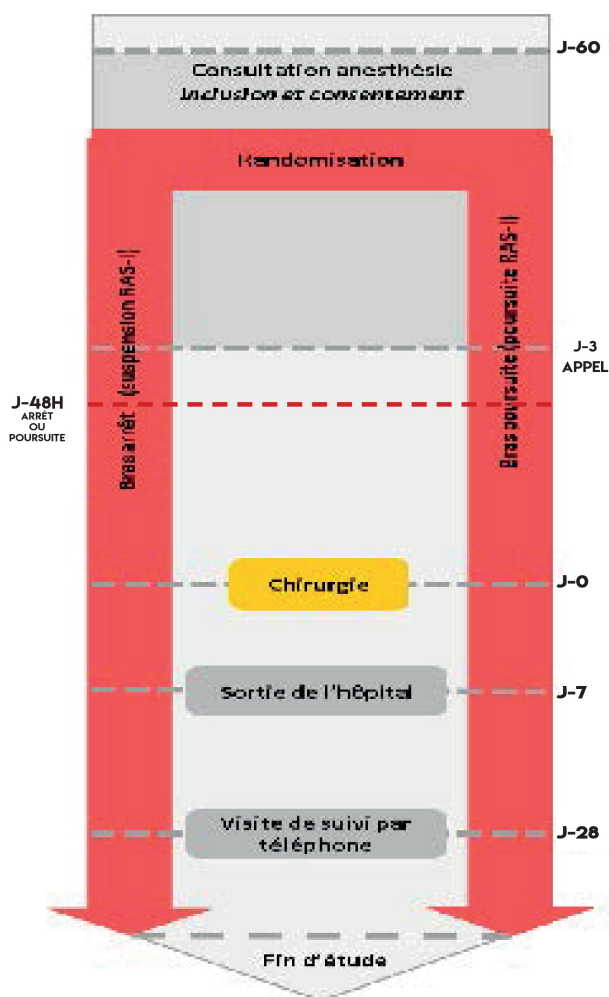 J-60
Consultation anesthésie
Inclusion et consentement
Randomisation
Bras arrêt (suspension RAS-I)
Bras poursuite (poursuite RAS-I)
J-3
APPEL
J-48H
ARRÊT
OU
POURSUITE
Chirurgie
J-0
Sortie de l'hôpital
J-7
Visite de suivi par
téléphone
J-28
Fin d'étude